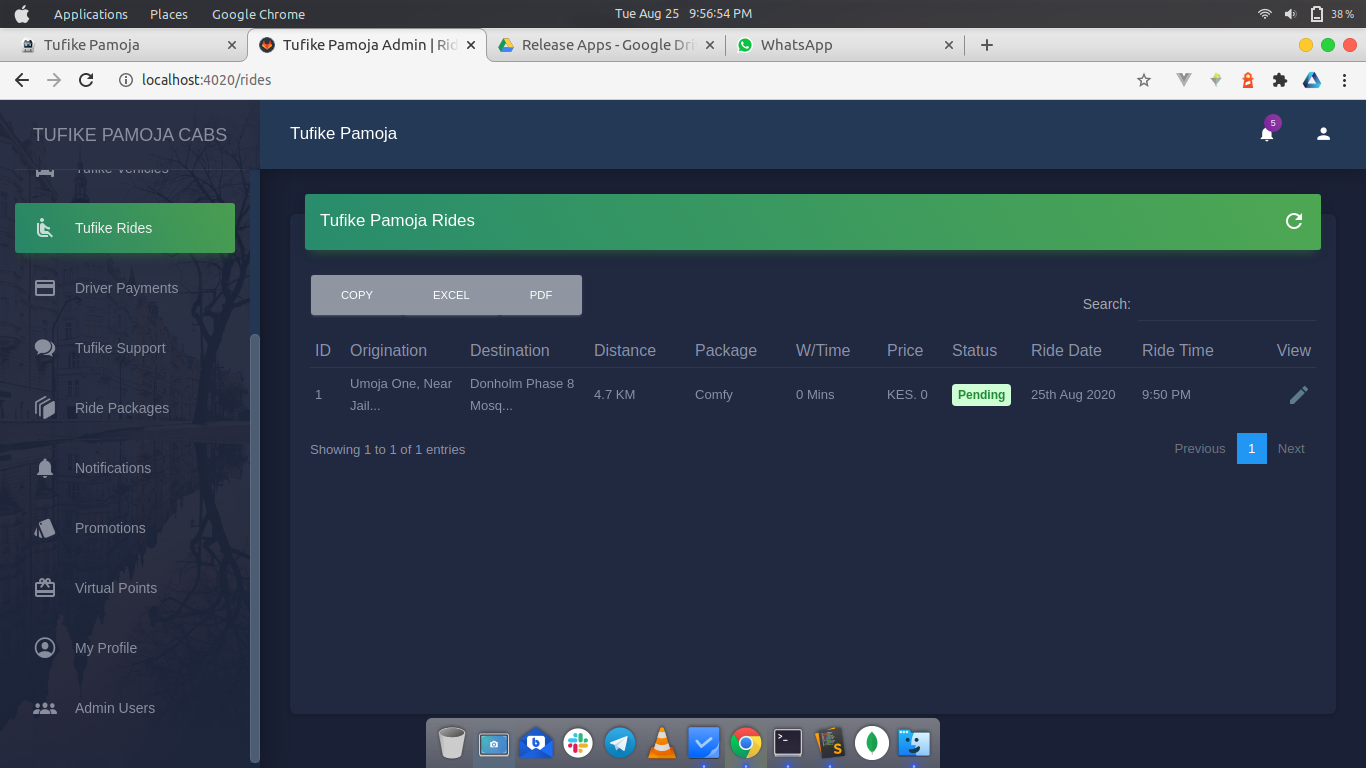 Applications Places Google Chrome Tue Aug 25 9:56:54 PM 38 %
Tufike Pamoja Tufike Pamoja Admin | Rid Release Apps - Google Dri WhatsApp
localhost:4020/rides
TUFIKE PAMOJA CABS
Tufike Pamoja
5
Tufike Vehicles
Tufike Rides
Driver Payments
Tufike Support
Ride Packages
Notifications
Promotions
Virtual Points
My Profile
Admin Users
Tufike Pamoja Rides
COPY EXCEL PDF
Search:
ID Origination Destination Distance Package W/Time Price Status Ride Date Ride Time View
1 Umoja One, Near Jail... Donholm Phase 8 Mosq... 4.7 KM Comfy 0 Mins KES. 0 Pending 25th Aug 2020 9:50 PM
Showing 1 to 1 of 1 entries
Previous 1 Next